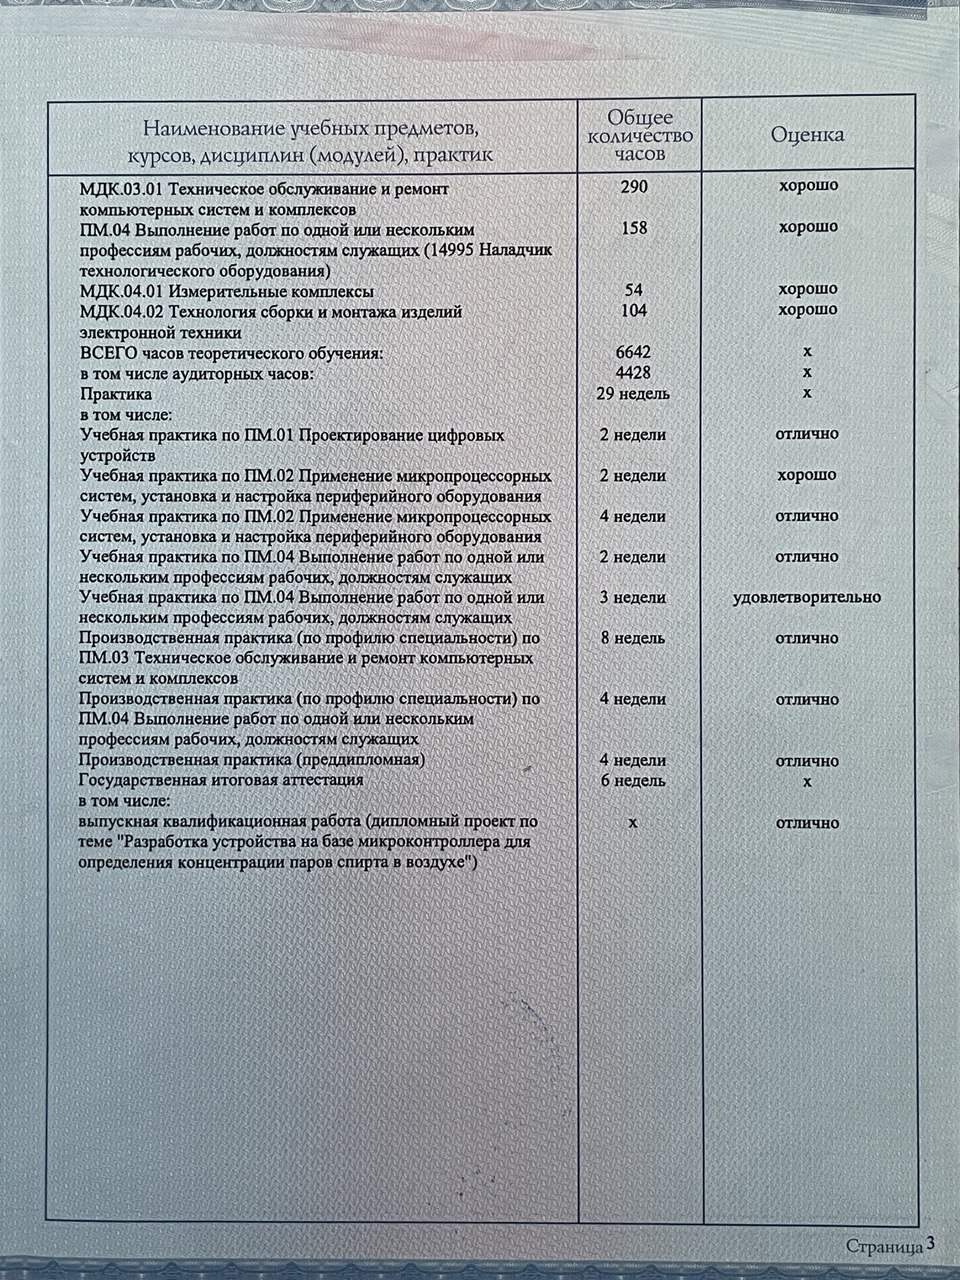 Наименование учебных предметов,
курсов, дисциплин (модулей), практик
Общее
количество
часов
Оценка
МДК.03.01 Техническое обслуживание и ремонт 290 хорошо
компьютерных систем и комплексов
ПМ.04 Выполнение работ по одной или нескольким 158 хорошо
профессиям рабочих, должностям служащих (14995 Наладчик
технологического оборудования)
МДК.04.01 Измерительные комплексы 54 хорошо
МДК.04.02 Технология сборки и монтажа изделий 104 хорошо
электронной техники
ВСЕГО часов теоретического обучения: 6642 х
в том числе аудиторных часов: 4428 х
Практика 29 недель х
в том числе:
Учебная практика по ПМ.01 Проектирование цифровых 2 недели отлично
устройств
Учебная практика по ПМ.02 Применение микропроцессорных 2 недели хорошо
систем, установка и настройка периферийного оборудования
Учебная практика по ПМ.02 Применение микропроцессорных 4 недели отлично
систем, установка и настройка периферийного оборудования
Учебная практика по ПМ.04 Выполнение работ по одной или 2 недели отлично
нескольким профессиям рабочих, должностям служащих
Учебная практика по ПМ.04 Выполнение работ по одной или 3 недели удовлетворительно
нескольким профессиям рабочих, должностям служащих
Производственная практика (по профилю специальности) по 8 недель отлично
ПМ.03 Техническое обслуживание и ремонт компьютерных
систем и комплексов
Производственная практика (по профилю специальности) по 4 недели отлично
ПМ.04 Выполнение работ по одной или нескольким
профессиям рабочих, должностям служащих
Производственная практика (преддипломная) 4 недели отлично
Государственная итоговая аттестация 6 недель х
в том числе:
выпускная квалификационная работа (дипломный проект по х отлично
теме "Разработка устройства на базе микроконтроллера для
определения концентрации паров спирта в воздухе")
Страница 3